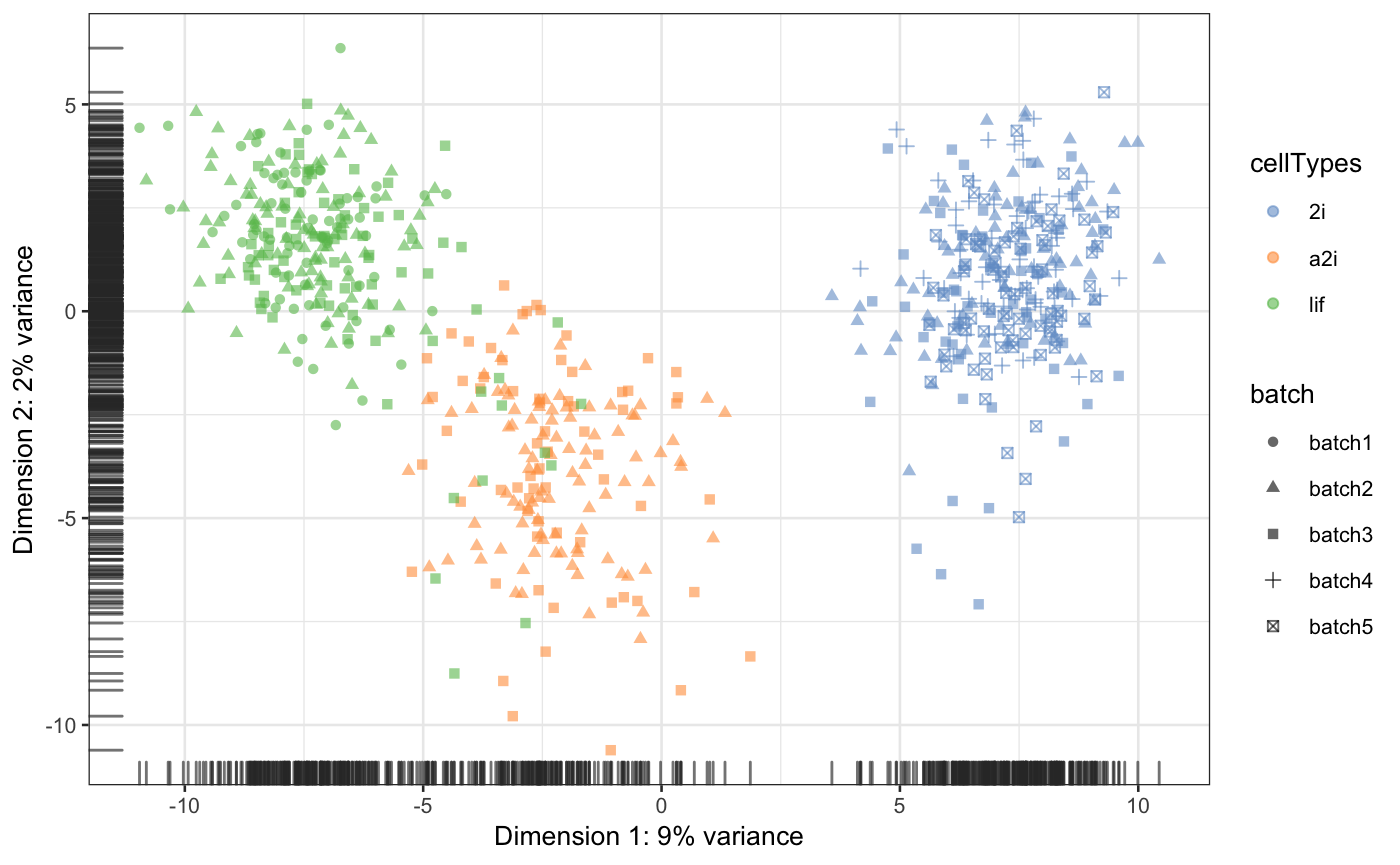 Dimension 2: 2% variance
5
0
-5
-10
-10
-5
0
5
10
Dimension 1: 9% variance
cellTypes
2i
a2i
lif
batch
batch1
batch2
batch3
batch4
batch5